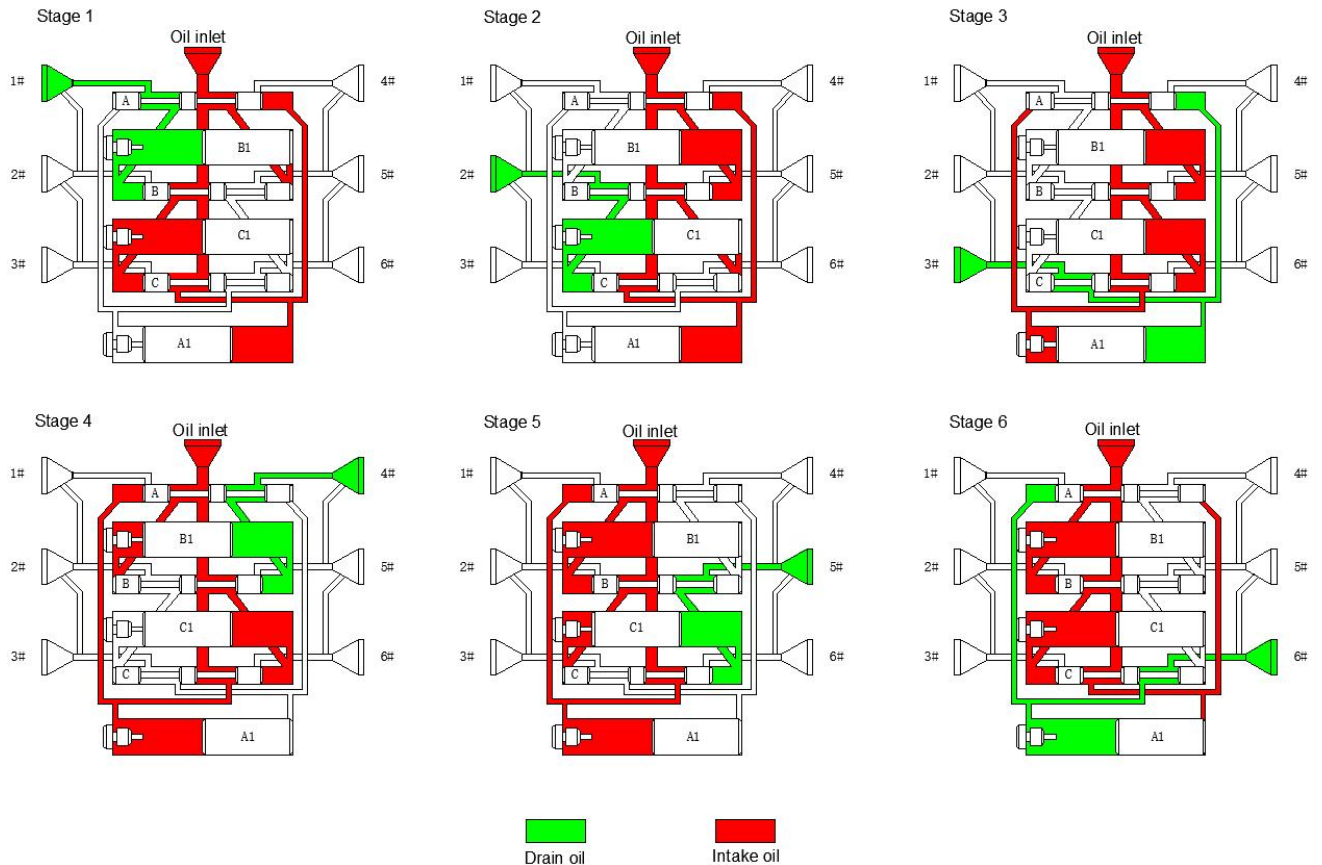 Stage 1
Stage 2
Stage 3
Oil inlet
Oil inlet
Oil inlet
1#
4#
1#
4#
1#
4#
A
A
A
B1
B1
B1
2#
5#
2#
5#
2#
5#
B
B
B
C1
C1
C1
3#
6#
3#
6#
3#
6#
C
C
C
A1
A1
A1
Stage 4
Stage 5
Stage 6
Oil inlet
Oil inlet
Oil inlet
1#
4#
1#
4#
1#
4#
A
A
A
B1
B1
B1
2#
5#
2#
5#
2#
5#
B
B
B
C1
C1
C1
3#
6#
3#
6#
3#
6#
C
C
C
A1
A1
A1
Drain oil
Intake oil